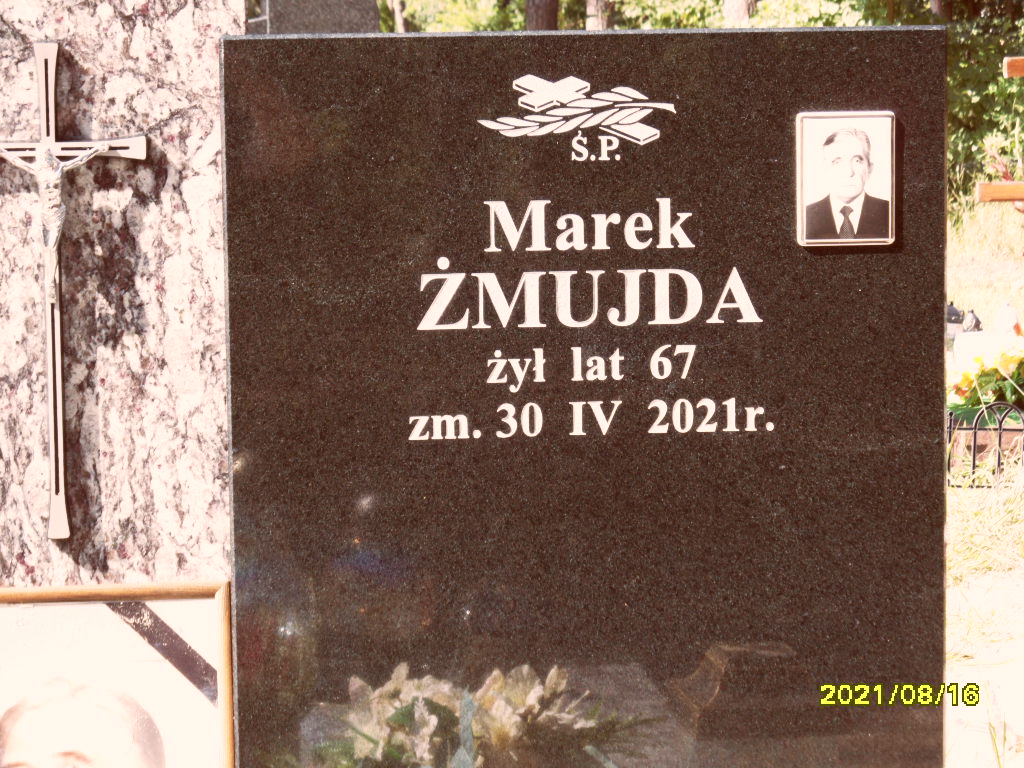 Ś.P.
Marek
ŻMUJDA
żył lat 67
zm. 30 IV 2021r.
2021/08/16